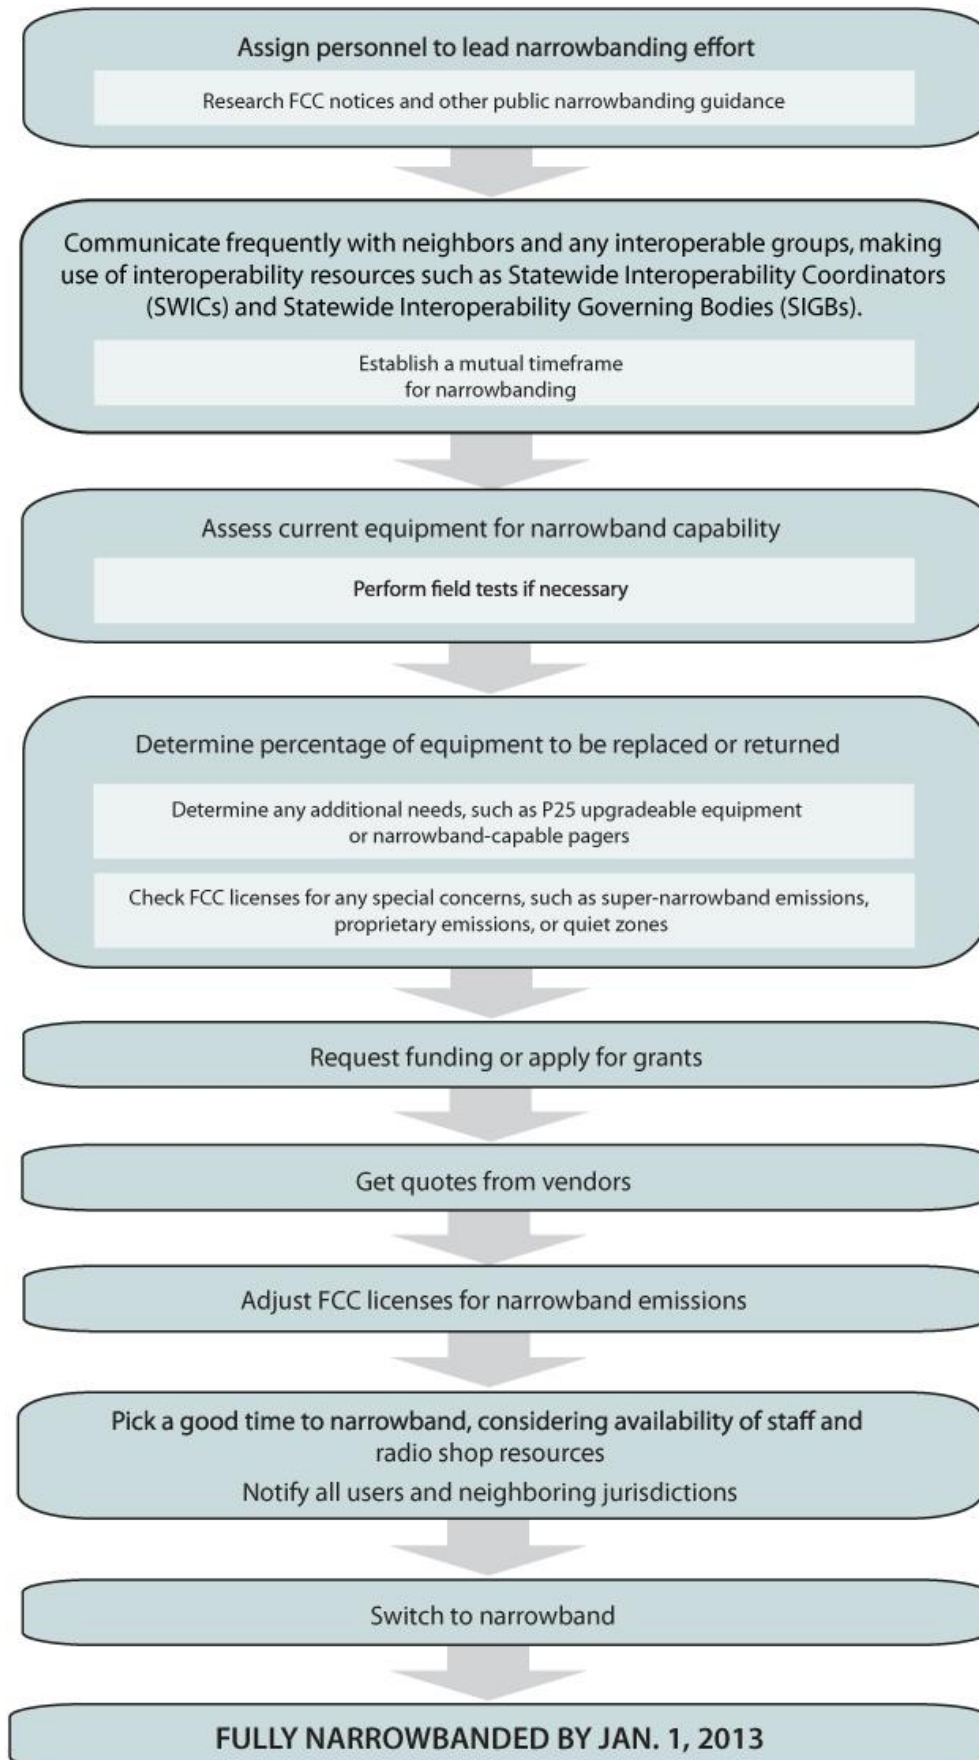 Assign personnel to lead narrowbanding effort
Research FCC notices and other public narrowbanding guidance
Communicate frequently with neighbors and any interoperable groups, making
use of interoperability resources such as Statewide Interoperability Coordinators
(SWICs) and Statewide Interoperability Governing Bodies (SIGBs).
Establish a mutual timeframe
for narrowbanding
Assess current equipment for narrowband capability
Perform field tests if necessary
Determine percentage of equipment to be replaced or returned
Determine any additional needs, such as P25 upgradeable equipment
or narrowband-capable pagers
Check FCC licenses for any special concerns, such as super-narrowband emissions,
proprietary emissions, or quiet zones
Request funding or apply for grants
Get quotes from vendors
Adjust FCC licenses for narrowband emissions
Pick a good time to narrowband, considering availability of staff and
radio shop resources
Notify all users and neighboring jurisdictions
Switch to narrowband
FULLY NARROWBANDED BY JAN. 1, 2013